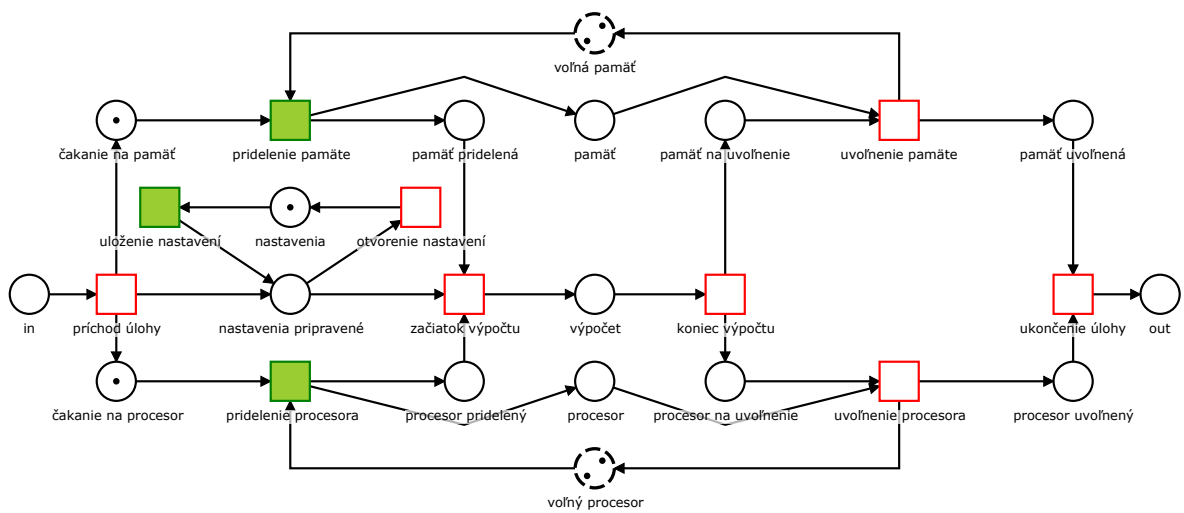 voľná pamäť
čakanie na pamäť
pridelenie pamäte
pamäť pridelená
pamäť
pamäť na uvoľnenie
uvoľnenie pamäte
pamäť uvoľnená
uloženie nastavení
nastavenia
otvorenie nastavení
in
príchod úlohy
nastavenia pripravené
začiatok výpočtu
výpočet
koniec výpočtu
ukončenie úlohy
out
čakanie na procesor
pridelenie procesora
procesor pridelený
procesor
procesor na uvoľnenie
uvoľnenie procesora
procesor uvoľnený
voľný procesor